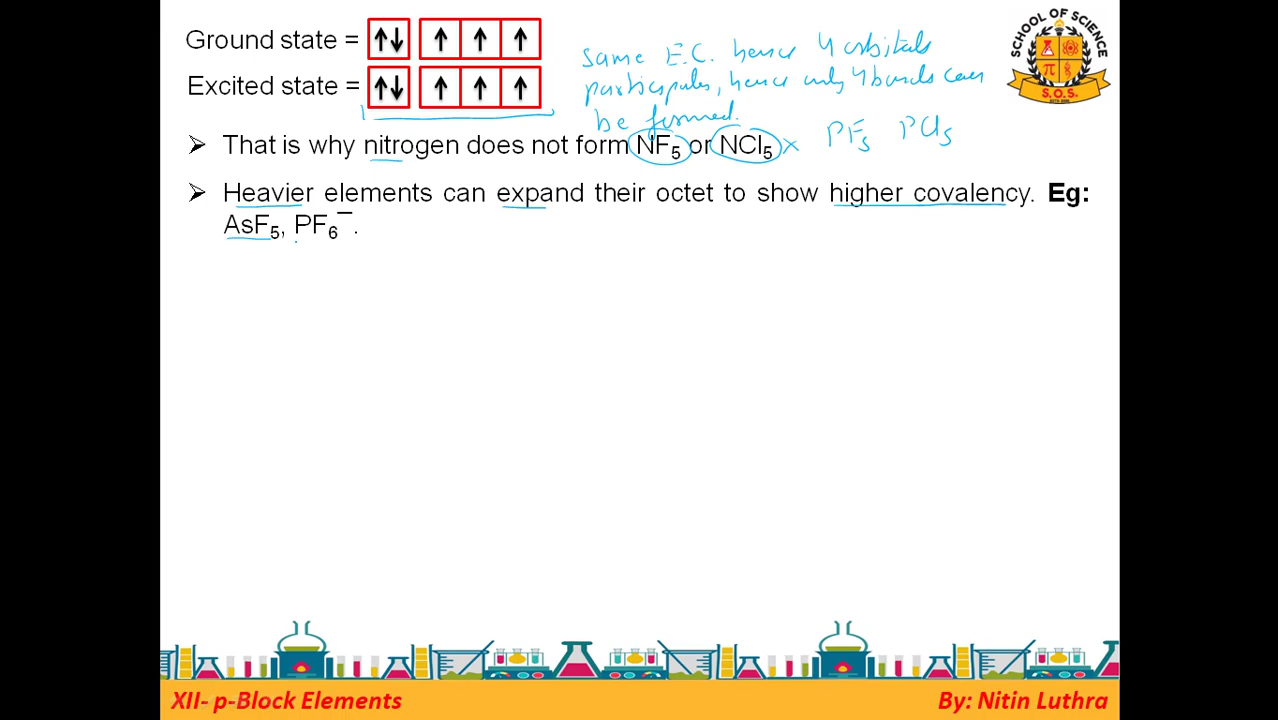 Ground state = ↑↓ ↑ ↑ ↑
Excited state = ↑↓ ↑ ↑ ↑
Same E.C. hence 4 orbitals
participates, hence only 4 bonds can
be formed.
SCHOOL OF SCIENCE
π
S.O.S.
➢ That is why nitrogen does not form NF₅ or NCl₅ × PF₅ PCl₅
➢ Heavier elements can expand their octet to show higher covalency. Eg:
AsF₅, PF₆⁻.
XII- p-Block Elements
By: Nitin Luthra